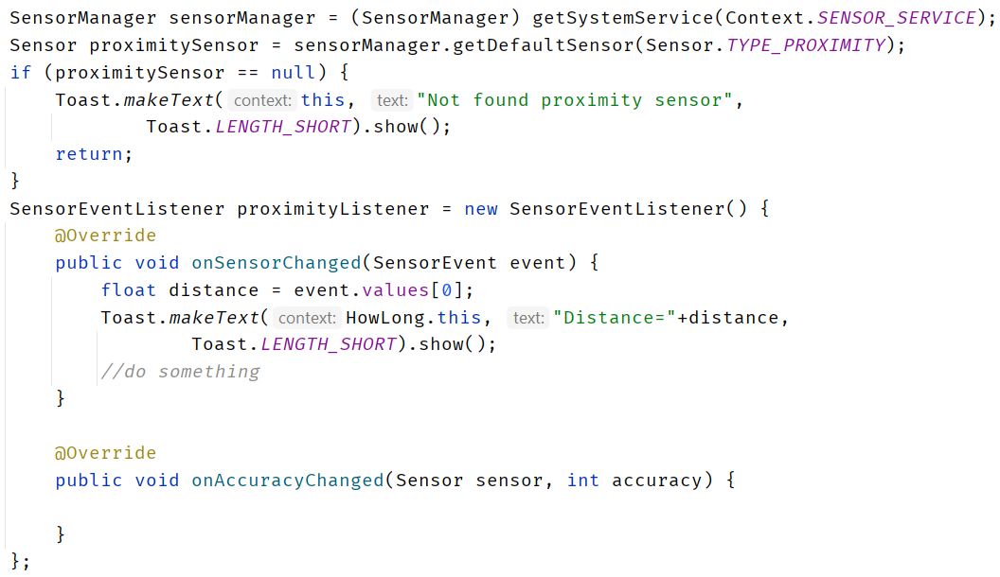 SensorManager sensorManager = (SensorManager) getSystemService(Context.SENSOR_SERVICE);
Sensor proximitySensor = sensorManager.getDefaultSensor(Sensor.TYPE_PROXIMITY);
if (proximitySensor == null) {
    Toast.makeText( context: this,  text: "Not found proximity sensor",
            Toast.LENGTH_SHORT).show();
    return;
}
SensorEventListener proximityListener = new SensorEventListener() {
    @Override
    public void onSensorChanged(SensorEvent event) {
        float distance = event.values[0];
        Toast.makeText( context: HowLong.this,  text: "Distance="+distance,
                Toast.LENGTH_SHORT).show();
        //do something
    }

    @Override
    public void onAccuracyChanged(Sensor sensor, int accuracy) {

    }
};